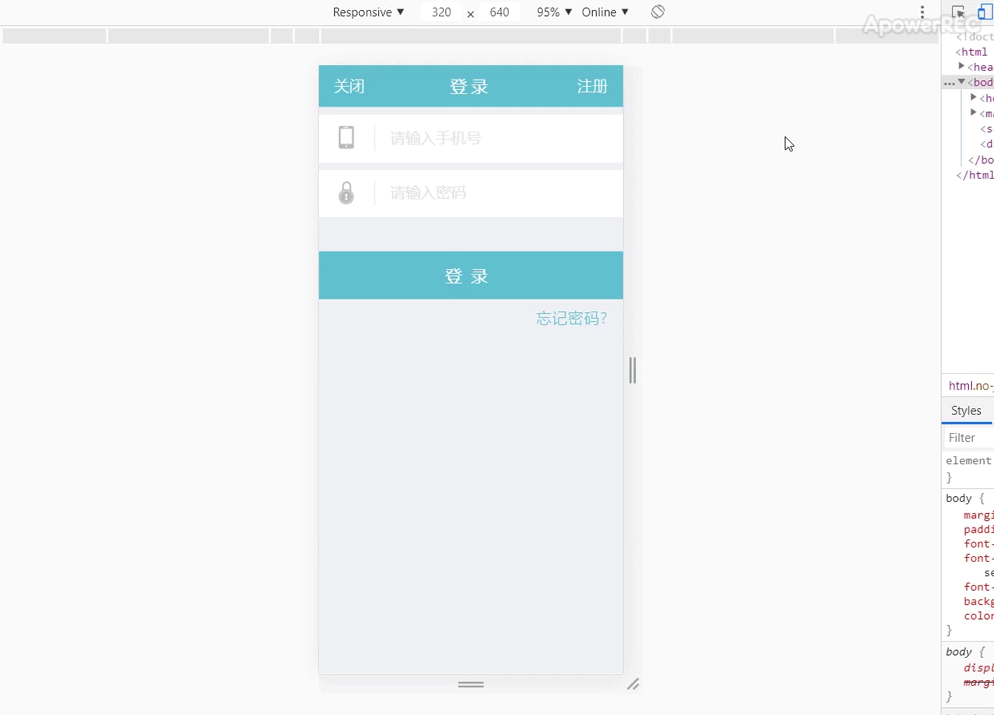 Responsive ▼ 320 x 640 95% ▼ Online ▼
ApowerREC
<!doct
<html
▶<hea
...▼<bod
▶<he
▶<ma
<s
<d
</bo
</html
关闭 登录 注册
请输入手机号
请输入密码
登 录
忘记密码?
html.no-
Styles
Filter
element
}
body {
margi
paddi
font-
font-
se
font-
backg
color
}
body {
displ
margi
}